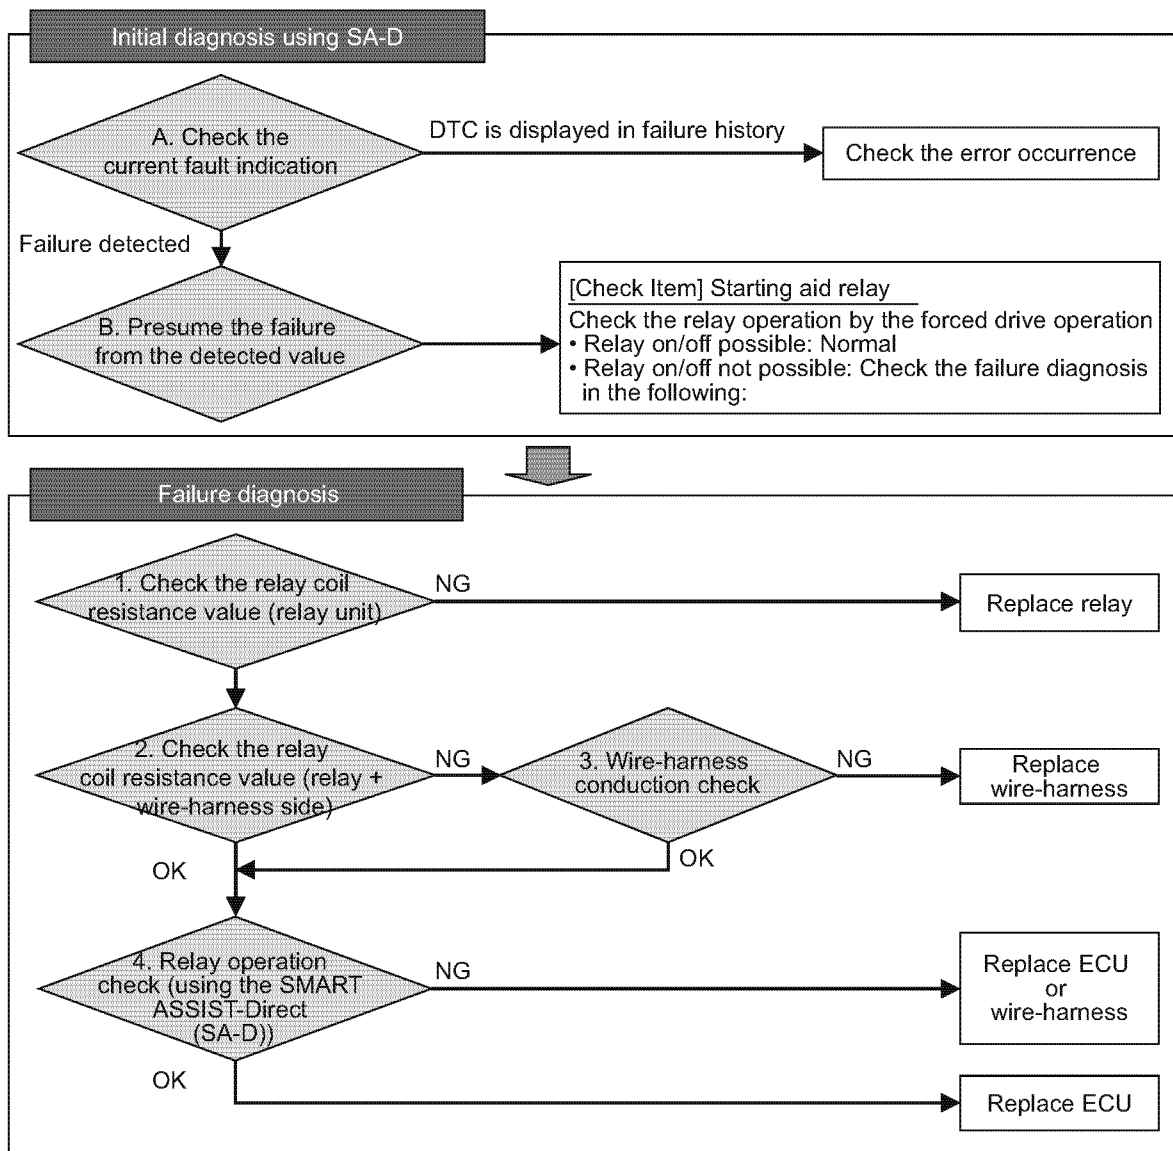 Initial diagnosis using SA-D
A. Check the
current fault indication
DTC is displayed in failure history
Check the error occurrence
Failure detected
B. Presume the failure
from the detected value
[Check Item] Starting aid relay
Check the relay operation by the forced drive operation
• Relay on/off possible: Normal
• Relay on/off not possible: Check the failure diagnosis
in the following:
Failure diagnosis
1. Check the relay coil
resistance value (relay unit)
NG
Replace relay
2. Check the relay
coil resistance value (relay +
wire-harness side)
NG
3. Wire-harness
conduction check
NG
Replace
wire-harness
OK
OK
4. Relay operation
check (using the SMART
ASSIST-Direct
(SA-D))
NG
Replace ECU
or
wire-harness
OK
Replace ECU